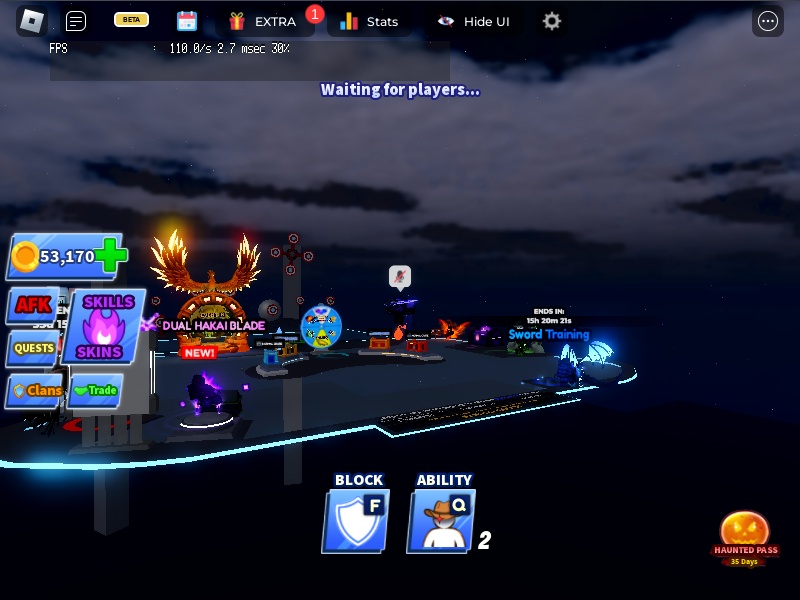 BETA
EXTRA
1
Stats
Hide UI
FPS : 110.0/s 2.7 msec 30%
Waiting for players...
53,170
AFK
SKILLS
SKINS
QUESTS
Clans
Trade
DUAL HAKAI BLADE
NEW!
ENDS IN:
15h 20m 21s
Sword Training
BLOCK
F
ABILITY
Q
2
HAUNTED PASS
35 Days